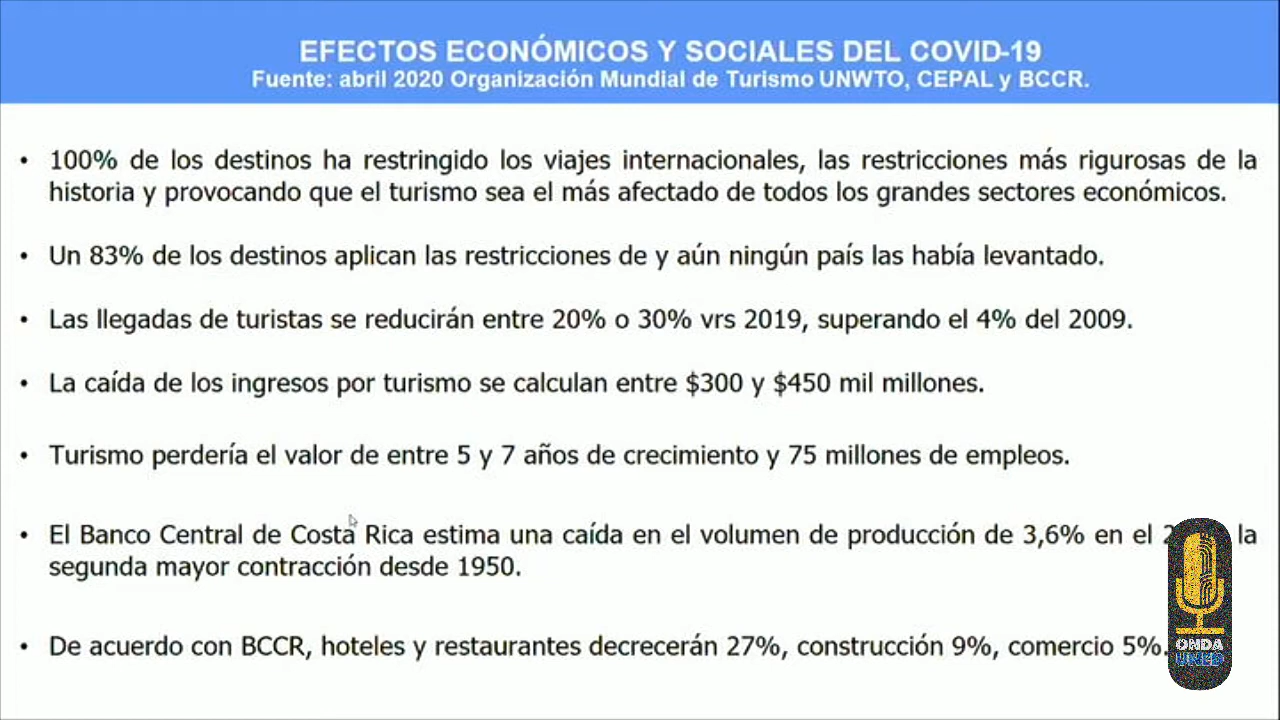 EFECTOS ECONÓMICOS Y SOCIALES DEL COVID-19
Fuente: abril 2020 Organización Mundial de Turismo UNWTO, CEPAL y BCCR.
• 100% de los destinos ha restringido los viajes internacionales, las restricciones más rigurosas de la
historia y provocando que el turismo sea el más afectado de todos los grandes sectores económicos.
• Un 83% de los destinos aplican las restricciones de y aún ningún país las había levantado.
• Las llegadas de turistas se reducirán entre 20% o 30% vrs 2019, superando el 4% del 2009.
• La caída de los ingresos por turismo se calculan entre $300 y $450 mil millones.
• Turismo perdería el valor de entre 5 y 7 años de crecimiento y 75 millones de empleos.
• El Banco Central de Costa Rica estima una caída en el volumen de producción de 3,6% en el la
segunda mayor contracción desde 1950.
• De acuerdo con BCCR, hoteles y restaurantes decrecerán 27%, construcción 9%, comercio 5%.
ONDA
UNED